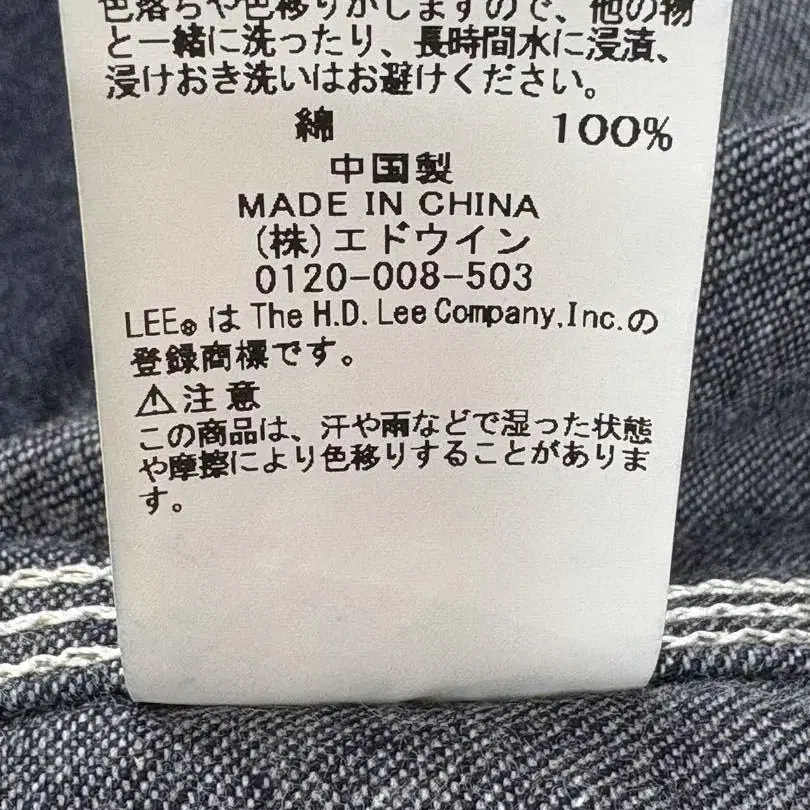 色落ちや色移りがしますので、他の物
と一緒に洗ったり、長時間水に浸漬、
浸けおき洗いはお避けください。
綿 100%
中国製
MADE IN CHINA
(株)エドウイン
0120-008-503
LEE® は The H.D. Lee Company, Inc. の
登録商標です。
⚠注意
この商品は、汗や雨などで湿った状態
や摩擦により色移りすることがありま
す。